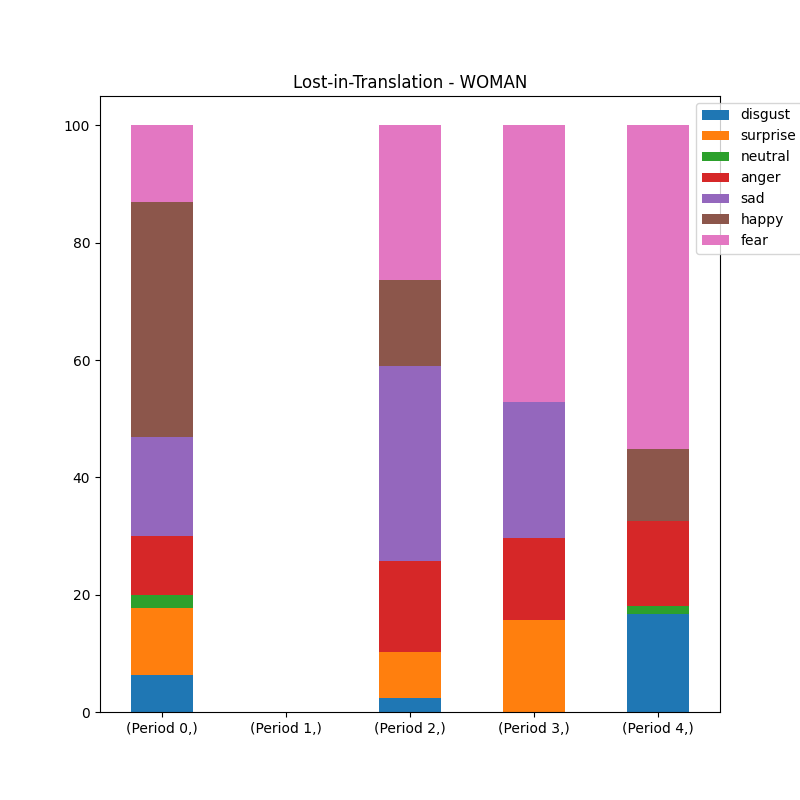 Lost-in-Translation - WOMAN
100
80
60
40
20
0
(Period 0,)
(Period 1,)
(Period 2,)
(Period 3,)
(Period 4,)
disgust
surprise
neutral
anger
sad
happy
fear